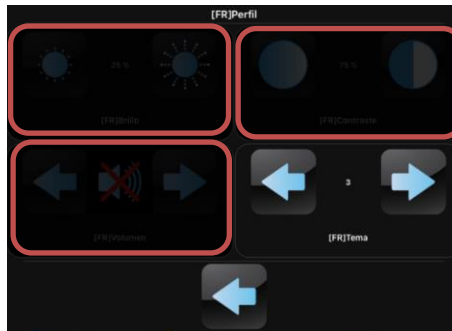 [FR]Perfil
25 %
75 %
[FR]Brillo
[FR]Contraste
3
[FR]Volumen
[FR]Tema